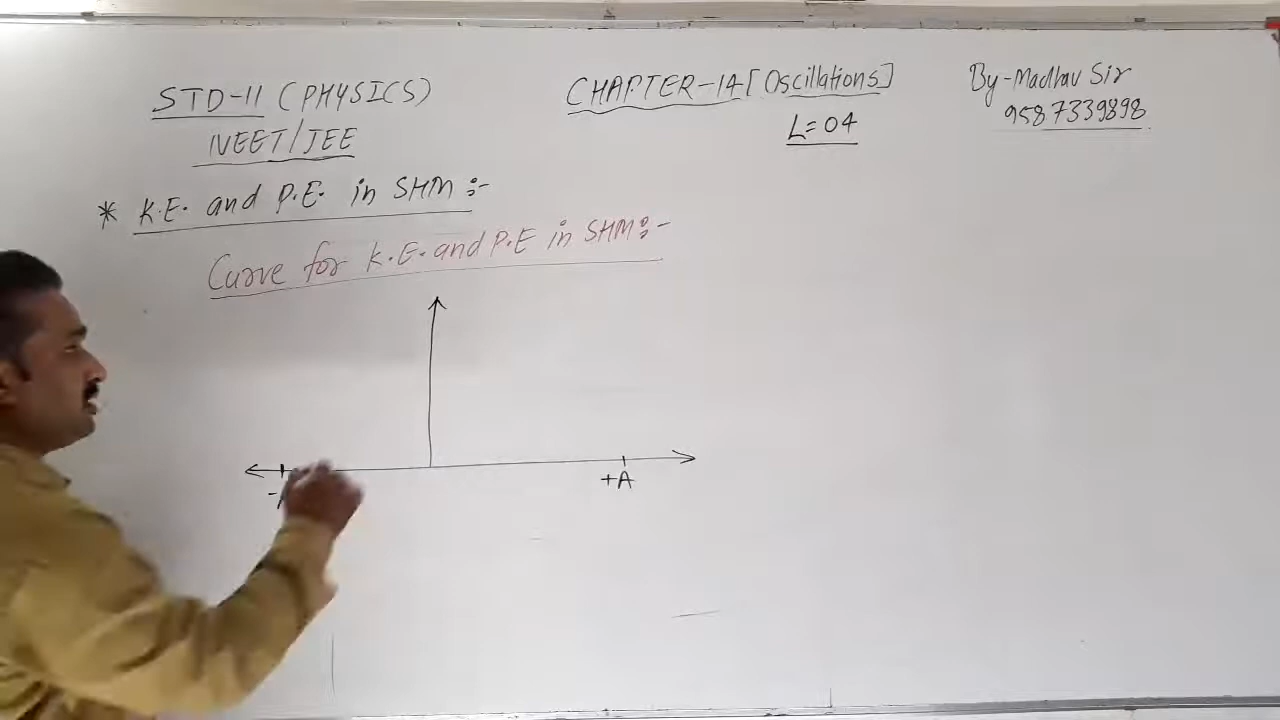 STD-11 (PHYSICS)
NEET/JEE
CHAPTER-14 [Oscillations]
L=04
By-Madhav Sir
9587339898
* K.E. and P.E. in SHM :-
Curve for K.E. and P.E in SHM :-
-A
+A